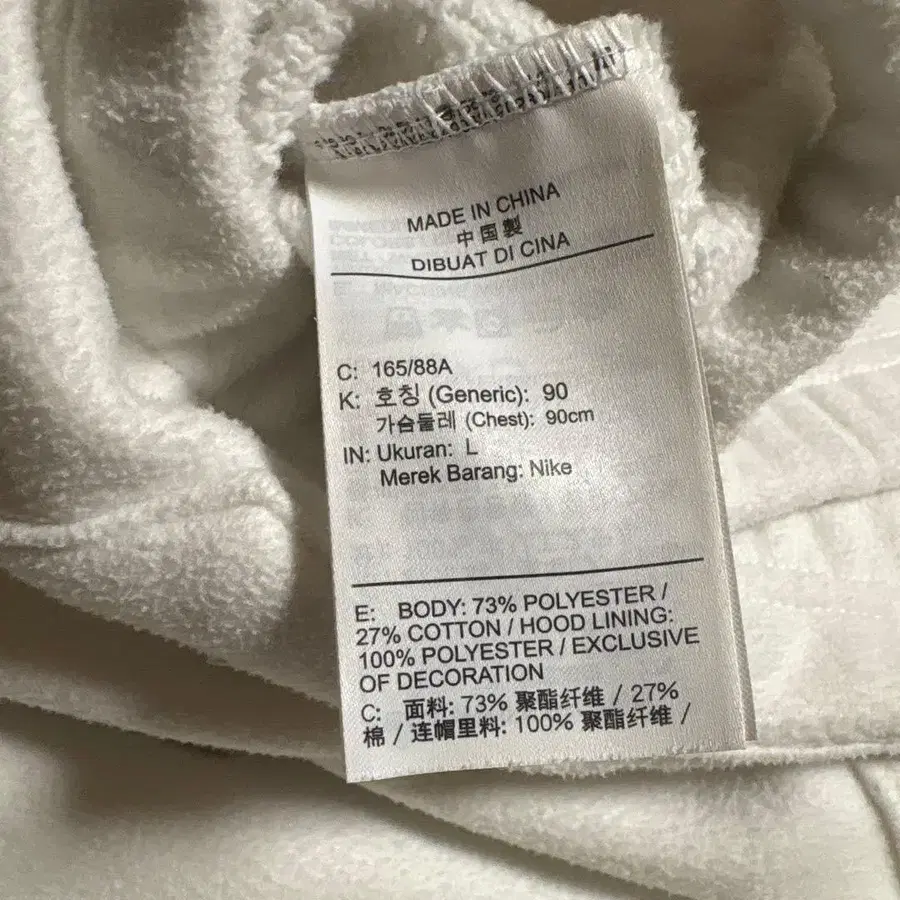 MADE IN CHINA
中国製
DIBUAT DI CINA
C: 165/88A
K: 호칭 (Generic): 90
가슴둘레 (Chest): 90cm
IN: Ukuran: L
Merek Barang: Nike
E: BODY: 73% POLYESTER /
27% COTTON / HOOD LINING:
100% POLYESTER / EXCLUSIVE
OF DECORATION
C: 面料: 73% 聚酯纤维 / 27%
棉 / 连帽里料: 100% 聚酯纤维 /